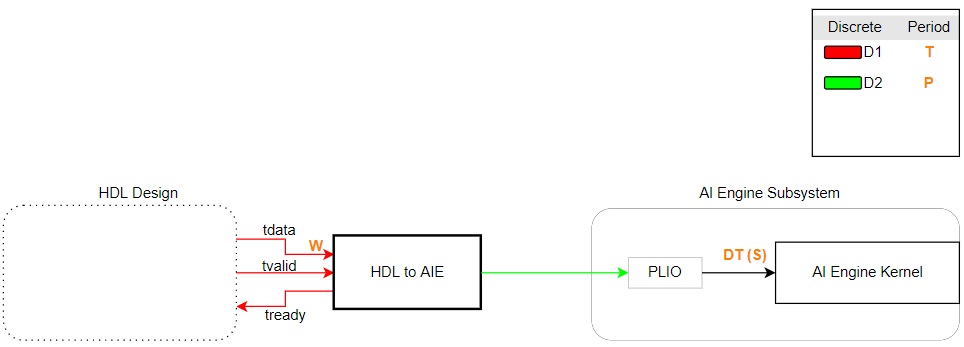 Discrete Period
D1 T
D2 P
HDL Design
AI Engine Subsystem
tdata
W
tvalid
HDL to AIE
tready
PLIO
DT (S)
AI Engine Kernel